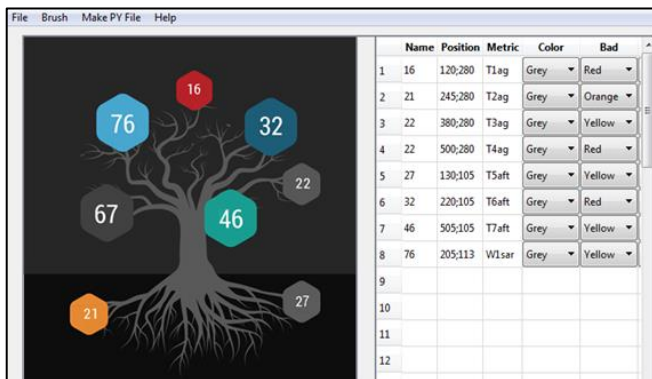 File Brush Make PY File Help
Name Position Metric Color Bad
1 16 120;280 T1ag Grey Red
2 21 245;280 T2ag Grey Orange
3 22 380;280 T3ag Grey Yellow
4 22 500;280 T4ag Grey Red
5 27 130;105 T5aft Grey Yellow
6 32 220;105 T6aft Grey Red
7 46 505;105 T7aft Grey Yellow
8 76 205;113 W1sar Grey Yellow
9
10
11
12
16
76
32
22
67
46
21
27